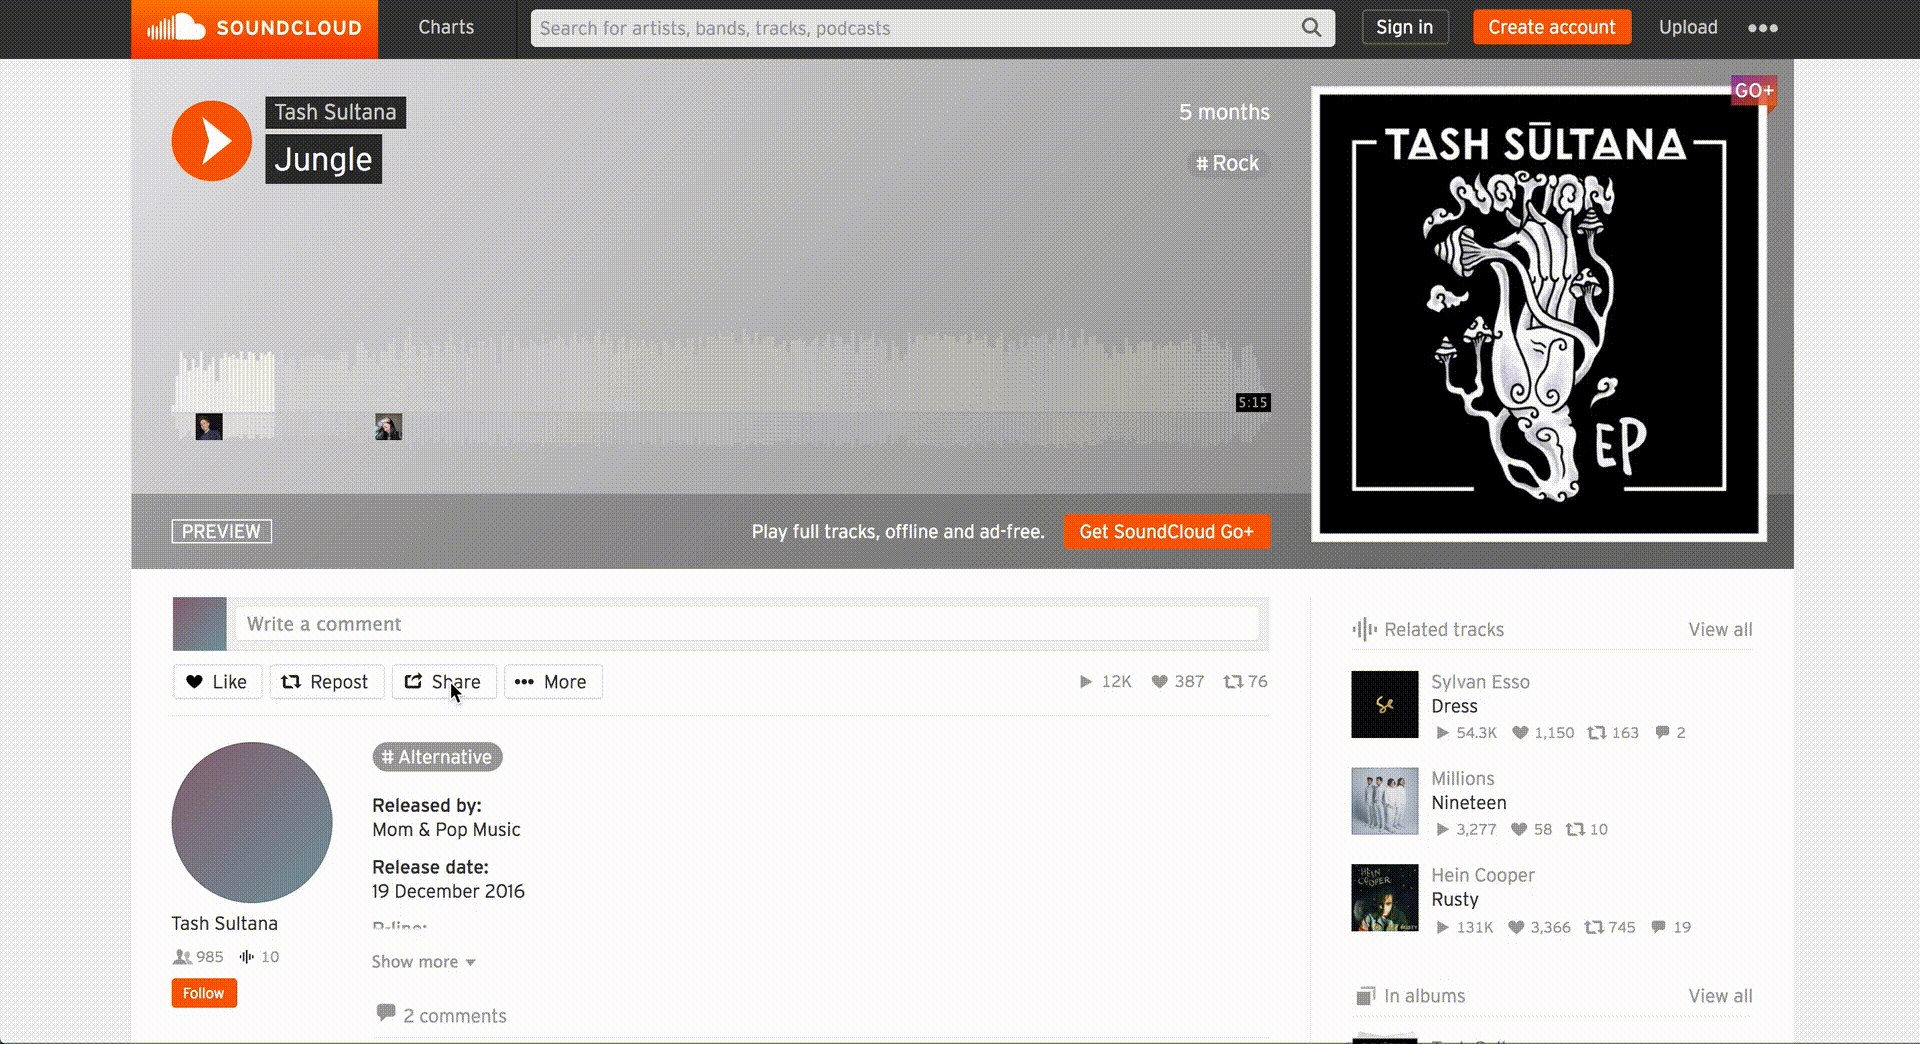 SOUNDCLOUD
Charts
Search for artists, bands, tracks, podcasts
Sign in
Create account
Upload
Tash Sultana
Jungle
5 months
# Rock
5:15
PREVIEW
Play full tracks, offline and ad-free.
Get SoundCloud Go+
GO+
TASH SŪLTANA
EP
Write a comment
Like
Repost
Share
More
12K
387
76
# Alternative
Released by:
Mom & Pop Music
Release date:
19 December 2016
Show more
2 comments
Tash Sultana
985
10
Follow
Related tracks
View all
Sylvan Esso
Dress
54.3K 1,150 163 2
Millions
Nineteen
3,277 58 10
HEIN COOPER
Hein Cooper
Rusty
131K 3,366 745 19
In albums
View all